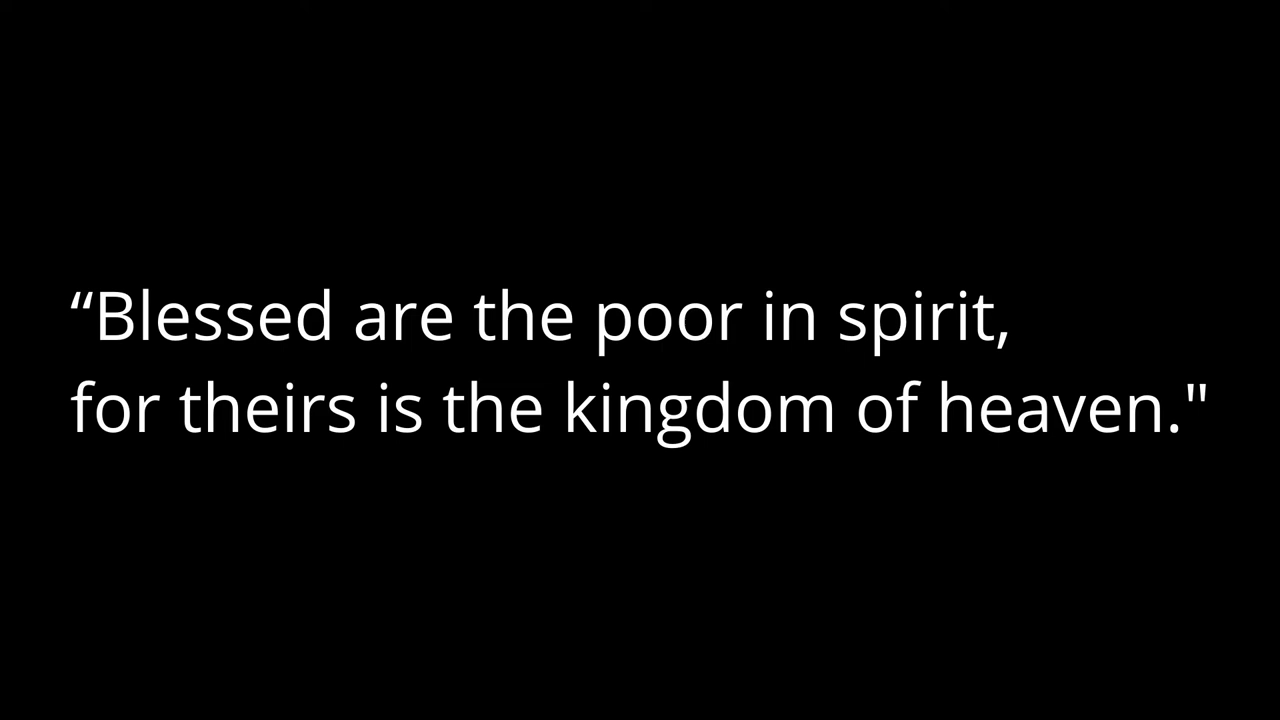 “Blessed are the poor in spirit,
for theirs is the kingdom of heaven."